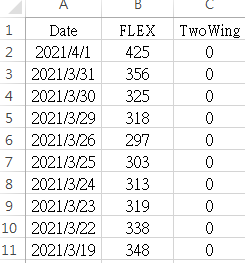 A B C
1 Date FLEX TwoWing
2 2021/4/1 425 0
3 2021/3/31 356 0
4 2021/3/30 325 0
5 2021/3/29 318 0
6 2021/3/26 297 0
7 2021/3/25 303 0
8 2021/3/24 313 0
9 2021/3/23 319 0
10 2021/3/22 338 0
11 2021/3/19 348 0